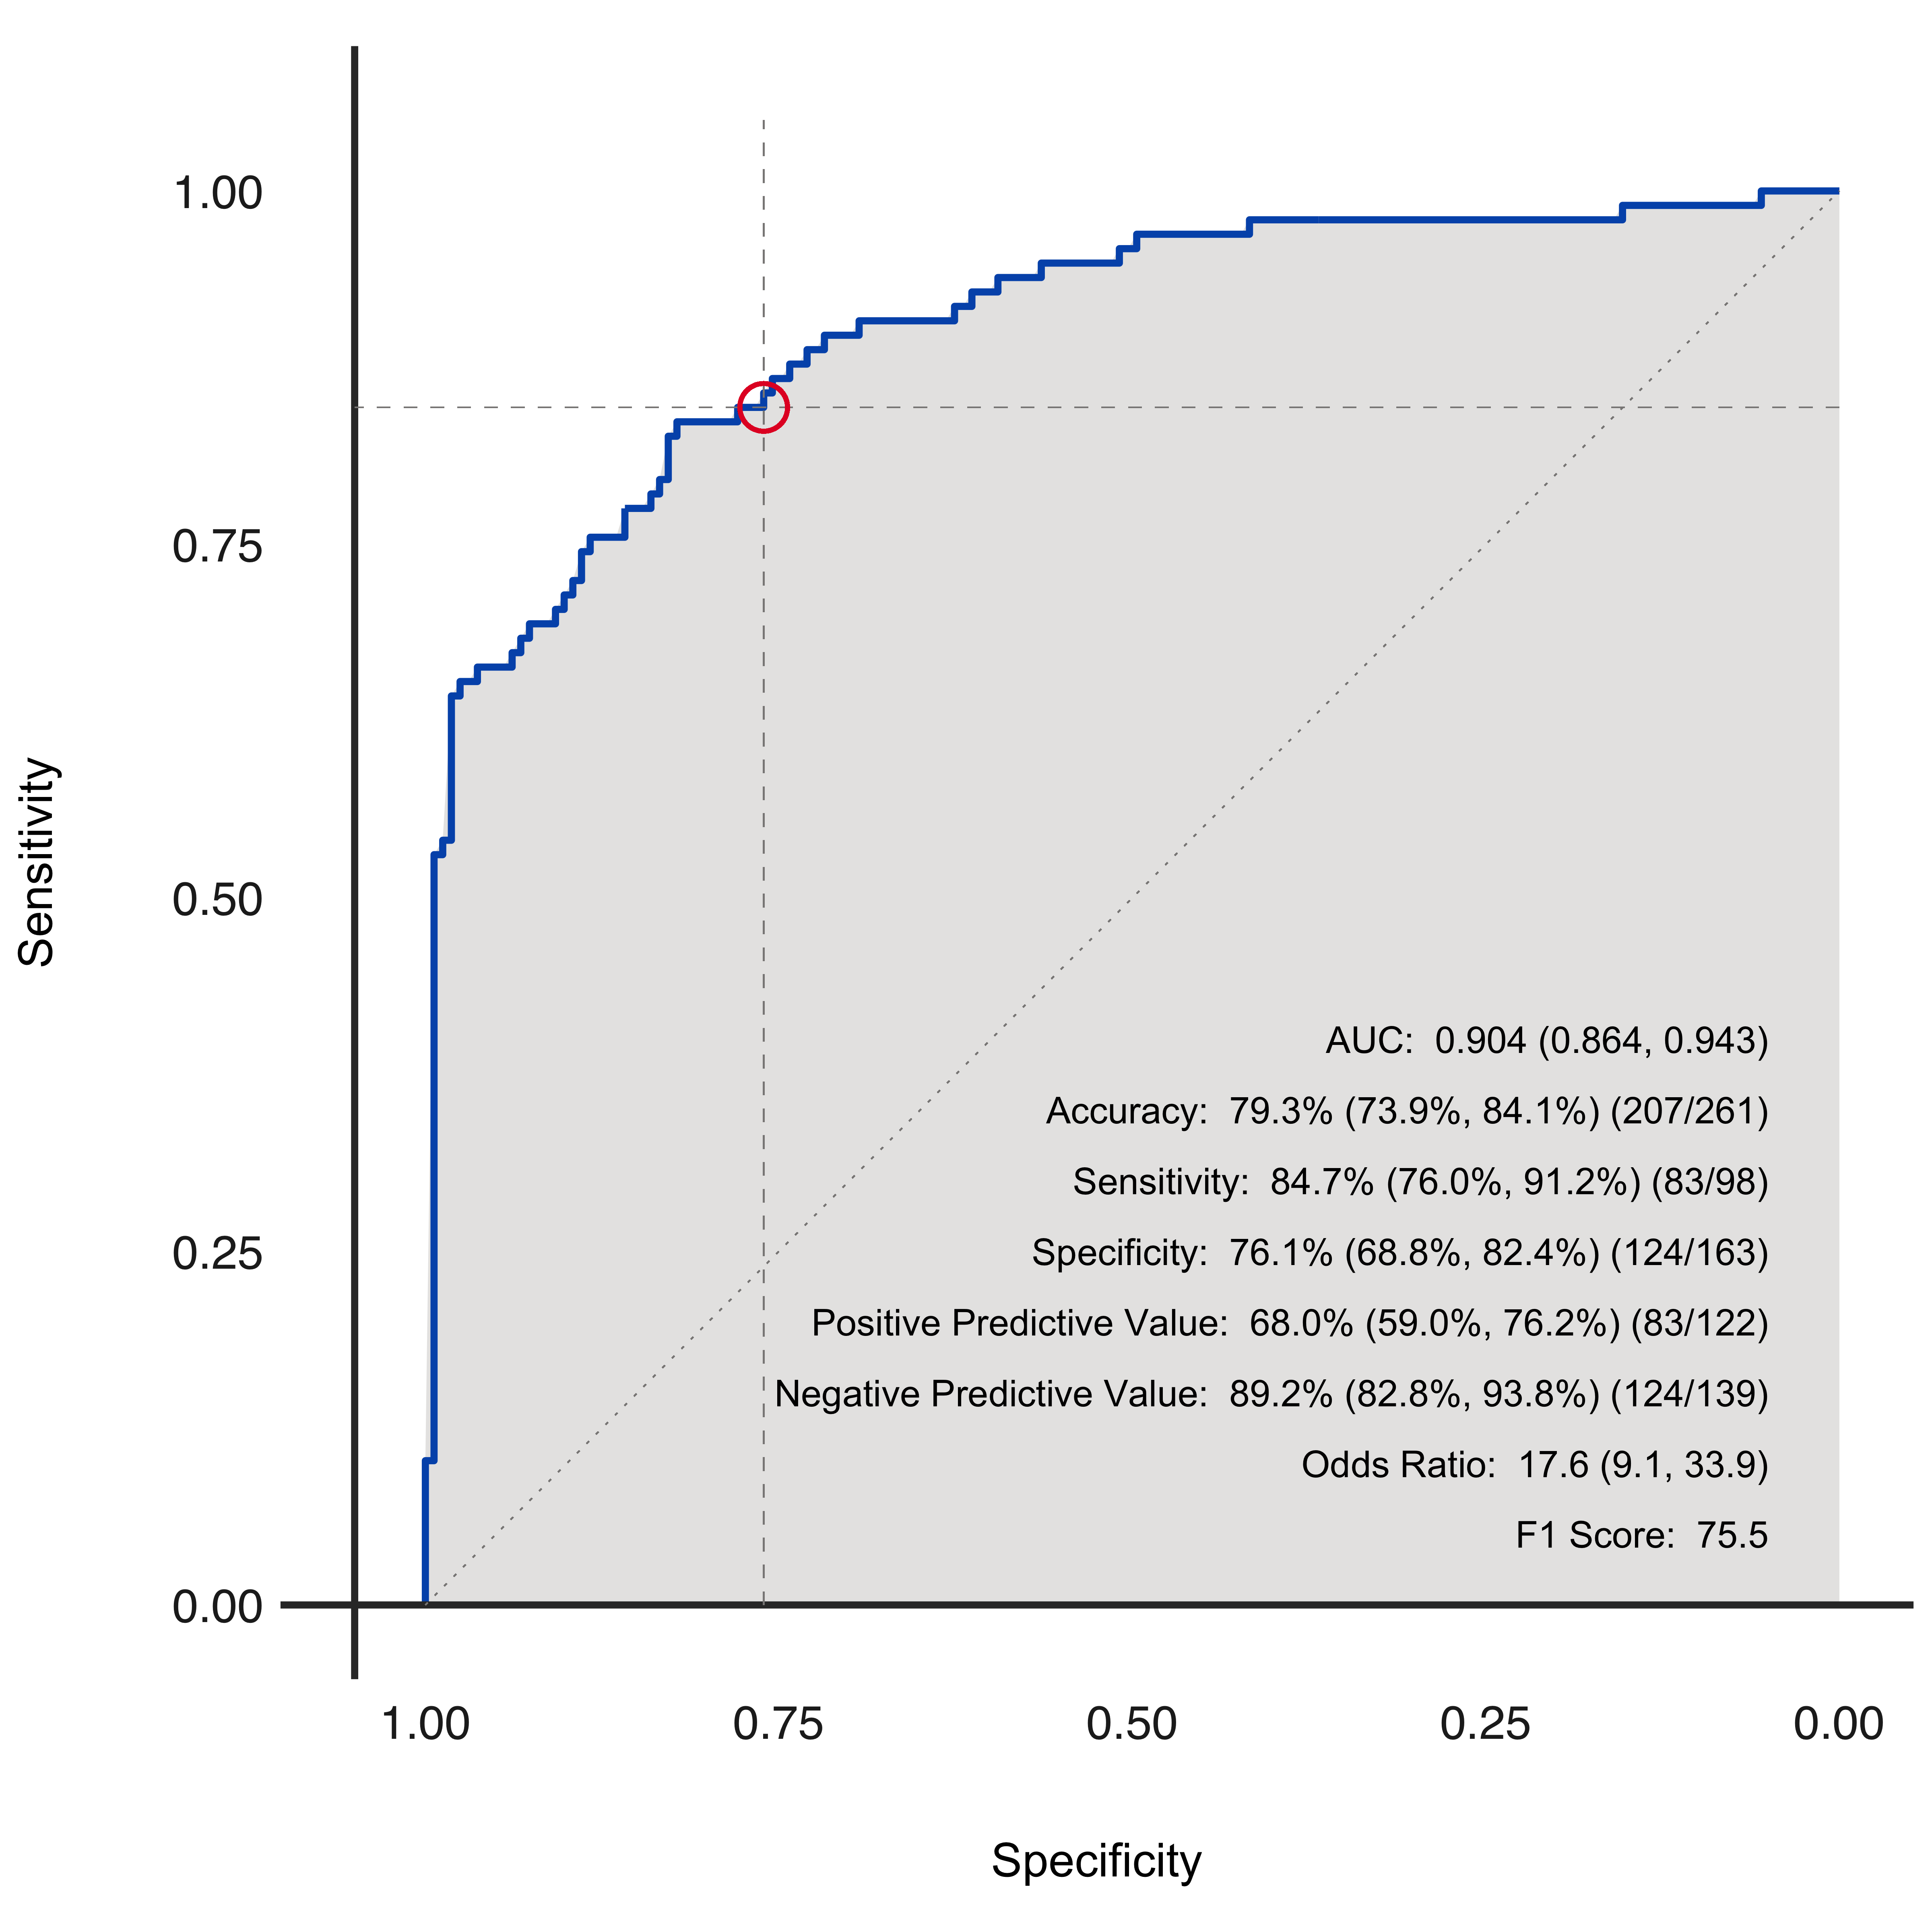 1.00
0.75
0.50
0.25
0.00
Sensitivity
AUC: 0.904 (0.864, 0.943)
Accuracy: 79.3% (73.9%, 84.1%) (207/261)
Sensitivity: 84.7% (76.0%, 91.2%) (83/98)
Specificity: 76.1% (68.8%, 82.4%) (124/163)
Positive Predictive Value: 68.0% (59.0%, 76.2%) (83/122)
Negative Predictive Value: 89.2% (82.8%, 93.8%) (124/139)
Odds Ratio: 17.6 (9.1, 33.9)
F1 Score: 75.5
1.00 0.75 0.50 0.25 0.00
Specificity